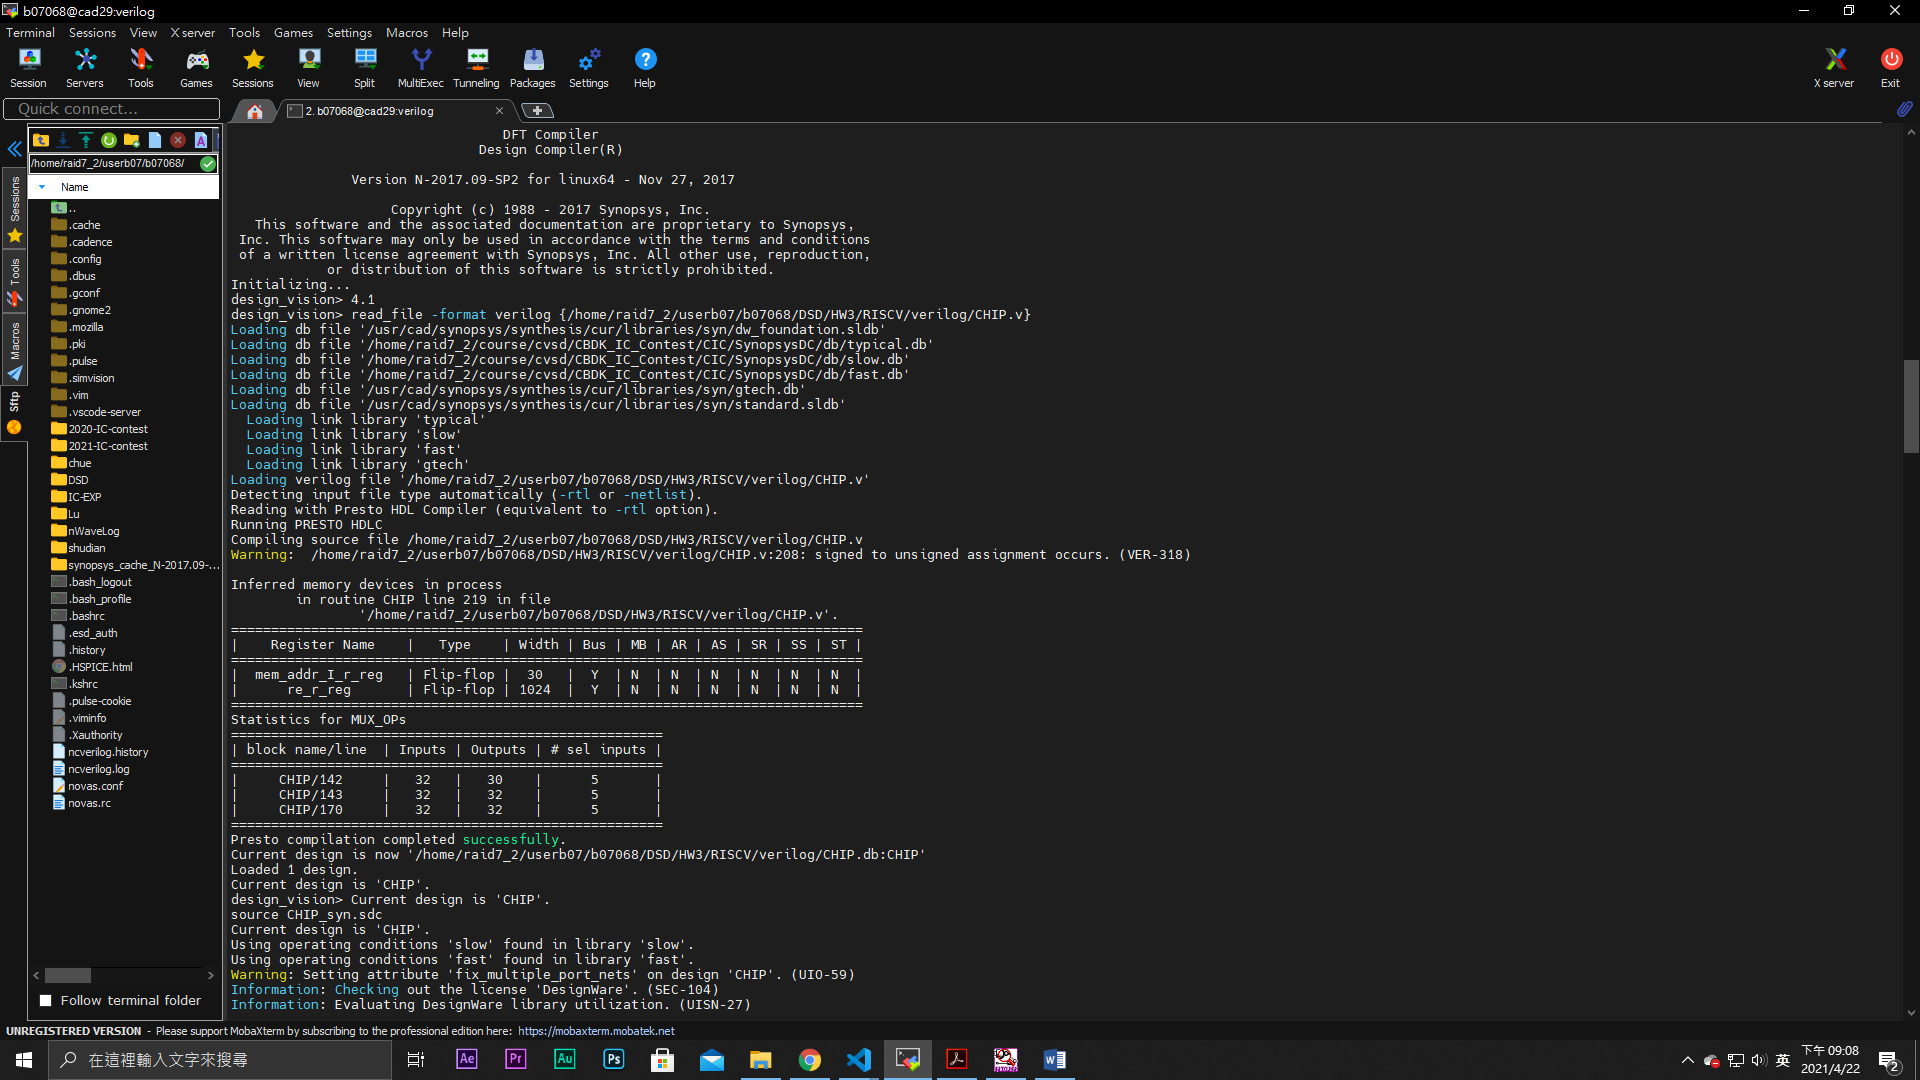 b07068@cad29:verilog
Terminal Sessions View X server Tools Games Settings Macros Help
Session Servers Tools Games Sessions View Split MultiExec Tunneling Packages Settings Help X server Exit
Quick connect...
2. b07068@cad29:verilog
/home/raid7_2/userb07/b07068/
Name
..
.cache
.cadence
.config
.dbus
.gconf
.gnome2
.mozilla
.pki
.pulse
.simvision
.vim
.vscode-server
2020-IC-contest
2021-IC-contest
chue
DSD
IC-EXP
Lu
nWaveLog
shudian
synopsys_cache_N-2017.09-...
.bash_logout
.bash_profile
.bashrc
.esd_auth
.history
.HSPICE.html
.kshrc
.pulse-cookie
.viminfo
.Xauthority
ncverilog.history
ncverilog.log
novas.conf
novas.rc
Follow terminal folder
Sessions
Tools
Macros
Sftp
DFT Compiler
Design Compiler(R)
Version N-2017.09-SP2 for linux64 - Nov 27, 2017
Copyright (c) 1988 - 2017 Synopsys, Inc.
This software and the associated documentation are proprietary to Synopsys,
Inc. This software may only be used in accordance with the terms and conditions
of a written license agreement with Synopsys, Inc. All other use, reproduction,
or distribution of this software is strictly prohibited.
Initializing...
design_vision> 4.1
design_vision> read_file -format verilog {/home/raid7_2/userb07/b07068/DSD/HW3/RISCV/verilog/CHIP.v}
Loading db file '/usr/cad/synopsys/synthesis/cur/libraries/syn/dw_foundation.sldb'
Loading db file '/home/raid7_2/course/cvsd/CBDK_IC_Contest/CIC/SynopsysDC/db/typical.db'
Loading db file '/home/raid7_2/course/cvsd/CBDK_IC_Contest/CIC/SynopsysDC/db/slow.db'
Loading db file '/home/raid7_2/course/cvsd/CBDK_IC_Contest/CIC/SynopsysDC/db/fast.db'
Loading db file '/usr/cad/synopsys/synthesis/cur/libraries/syn/gtech.db'
Loading db file '/usr/cad/synopsys/synthesis/cur/libraries/syn/standard.sldb'
Loading link library 'typical'
Loading link library 'slow'
Loading link library 'fast'
Loading link library 'gtech'
Loading verilog file '/home/raid7_2/userb07/b07068/DSD/HW3/RISCV/verilog/CHIP.v'
Detecting input file type automatically (-rtl or -netlist).
Reading with Presto HDL Compiler (equivalent to -rtl option).
Running PRESTO HDLC
Compiling source file /home/raid7_2/userb07/b07068/DSD/HW3/RISCV/verilog/CHIP.v
Warning:  /home/raid7_2/userb07/b07068/DSD/HW3/RISCV/verilog/CHIP.v:208: signed to unsigned assignment occurs. (VER-318)
Inferred memory devices in process
in routine CHIP line 219 in file
'/home/raid7_2/userb07/b07068/DSD/HW3/RISCV/verilog/CHIP.v'.
===============================================================================
| Register Name | Type | Width | Bus | MB | AR | AS | SR | SS | ST |
===============================================================================
| mem_addr_I_r_reg | Flip-flop | 30 | Y | N | N | N | N | N | N |
| re_r_reg | Flip-flop | 1024 | Y | N | N | N | N | N | N |
===============================================================================
Statistics for MUX_OPs
======================================================
| block name/line | Inputs | Outputs | # sel inputs |
======================================================
| CHIP/142 | 32 | 30 | 5 |
| CHIP/143 | 32 | 32 | 5 |
| CHIP/170 | 32 | 32 | 5 |
======================================================
Presto compilation completed successfully.
Current design is now '/home/raid7_2/userb07/b07068/DSD/HW3/RISCV/verilog/CHIP.db:CHIP'
Loaded 1 design.
Current design is 'CHIP'.
design_vision> Current design is 'CHIP'.
source CHIP_syn.sdc
Current design is 'CHIP'.
Using operating conditions 'slow' found in library 'slow'.
Using operating conditions 'fast' found in library 'fast'.
Warning: Setting attribute 'fix_multiple_port_nets' on design 'CHIP'. (UIO-59)
Information: Checking out the license 'DesignWare'. (SEC-104)
Information: Evaluating DesignWare library utilization. (UISN-27)
UNREGISTERED VERSION - Please support MobaXterm by subscribing to the professional edition here: https://mobaxterm.mobatek.net
在這裡輸入文字來搜尋
Ae Pr Au Ps
英
下午 09:08
2021/4/22
2